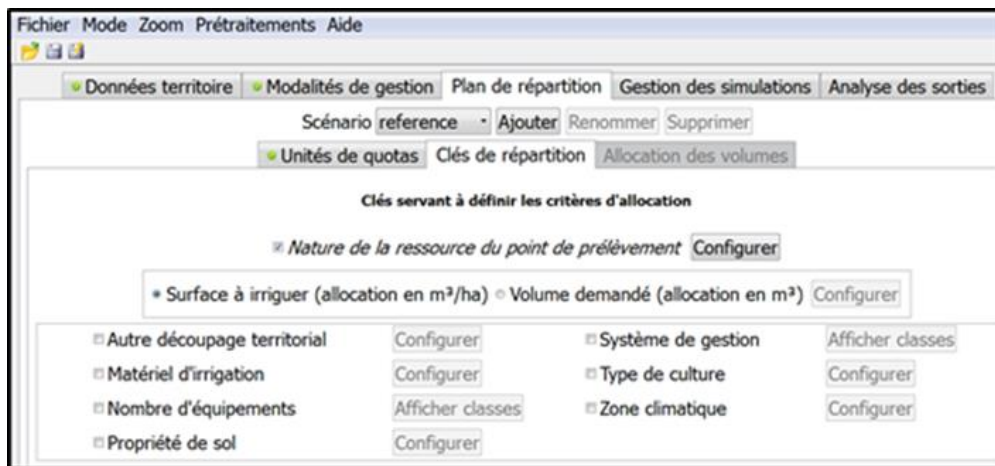 Fichier Mode Zoom Prétraitements Aide
Données territoire Modalités de gestion Plan de répartition Gestion des simulations Analyse des sorties
Scénario reference Ajouter Renommer Supprimer
Unités de quotas Clés de répartition Allocation des volumes
Clés servant à définir les critères d'allocation
Nature de la ressource du point de prélèvement Configurer
Surface à irriguer (allocation en m³/ha) Volume demandé (allocation en m³) Configurer
Autre découpage territorial Configurer Système de gestion Afficher classes
Matériel d'irrigation Configurer Type de culture Configurer
Nombre d'équipements Afficher classes Zone climatique Configurer
Propriété de sol Configurer